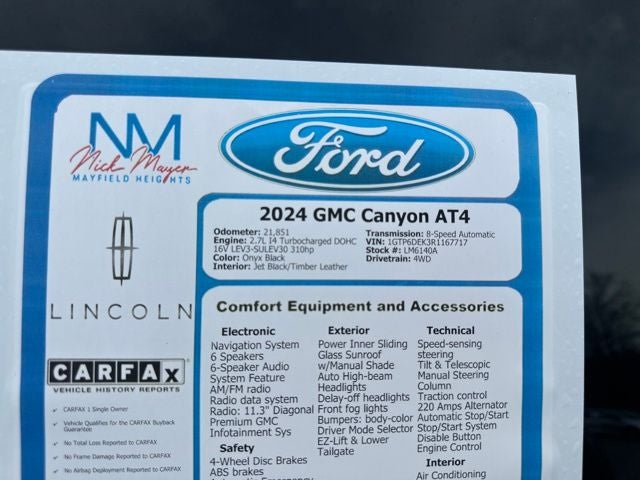 NM
Nick Mayer
MAYFIELD HEIGHTS
Ford
LINCOLN
CARFAX
VEHICLE HISTORY REPORTS
✓ CARFAX 1 Single Owner
✓ Vehicle Qualifies for the CARFAX Buyback
Guarantee
✓ No Total Loss Reported to CARFAX
✓ No Frame Damage Reported to CARFAX
✓ No Airbag Deployment Reported to CARFAX
2024 GMC Canyon AT4
Odometer: 21,851
Engine: 2.7L I4 Turbocharged DOHC
16V LEV3-SULEV30 310hp
Color: Onyx Black
Interior: Jet Black/Timber Leather
Transmission: 8-Speed Automatic
VIN: 1GTP6DEK3R1167717
Stock #: LM6140A
Drivetrain: 4WD
Comfort Equipment and Accessories
Electronic
Navigation System
6 Speakers
6-Speaker Audio
System Feature
AM/FM radio
Radio data system
Radio: 11.3" Diagonal
Premium GMC
Infotainment Sys
Safety
4-Wheel Disc Brakes
ABS brakes
Automatic Emergency
Exterior
Power Inner Sliding
Glass Sunroof
w/Manual Shade
Auto High-beam
Headlights
Delay-off headlights
Front fog lights
Bumpers: body-color
Driver Mode Selector
EZ-Lift & Lower
Tailgate
Technical
Speed-sensing
steering
Tilt & Telescopic
Manual Steering
Column
Traction control
220 Amps Alternator
Automatic Stop/Start
Stop/Start System
Disable Button
Engine Control
Interior
Air Conditioning